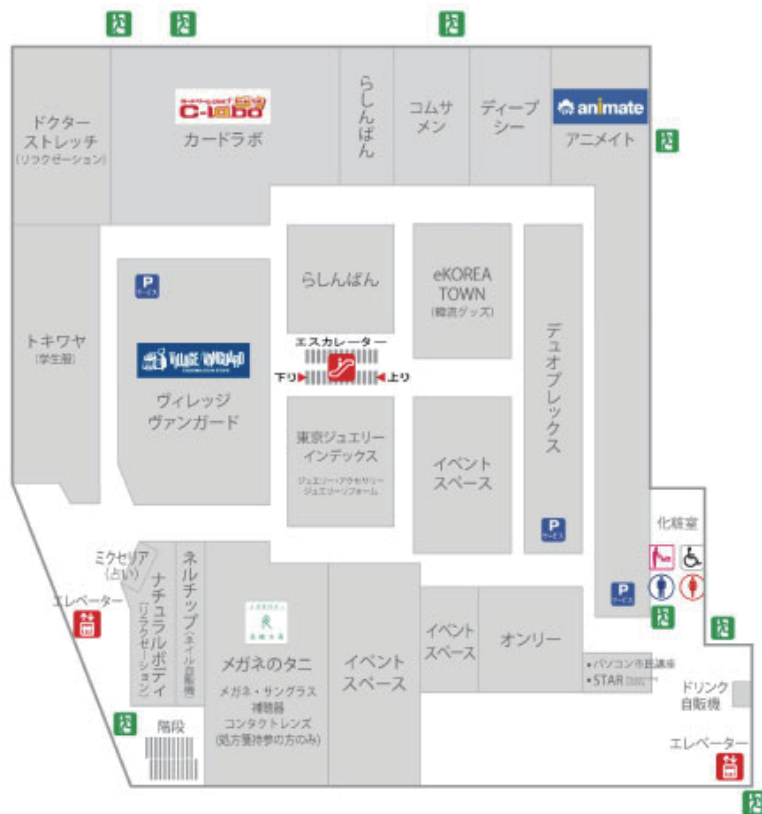 ドクター
ストレッチ
(リラクゼーション)
C-labo
カードラボ
らしんばん
コムサ
メン
ディープ
シー
animate
アニメイト
トキワヤ
(学生服)
P
サービス
VILLAGE/VANGUARD
ヴィレッジ
ヴァンガード
らしんばん
エスカレーター
下り
上り
東京ジュエリー
インデックス
ジュエリー・アクセサリー
ジュエリーリフォーム
eKOREA
TOWN
(韓流グッズ)
イベント
スペース
デュオプレックス
P
サービス
P
サービス
化粧室
ミクセリア
(占い)
エレベーター
ナチュラルボディ
(リラクゼーション)
ネルチップ(ネイル自販機)
メガネのタニ
メガネ・サングラス
補聴器
コンタクトレンズ
(処方箋持参の方のみ)
イベント
スペース
イベント
スペース
オンリー
•パソコン市民講座
•STAR
ドリンク
自販機
階段
エレベーター